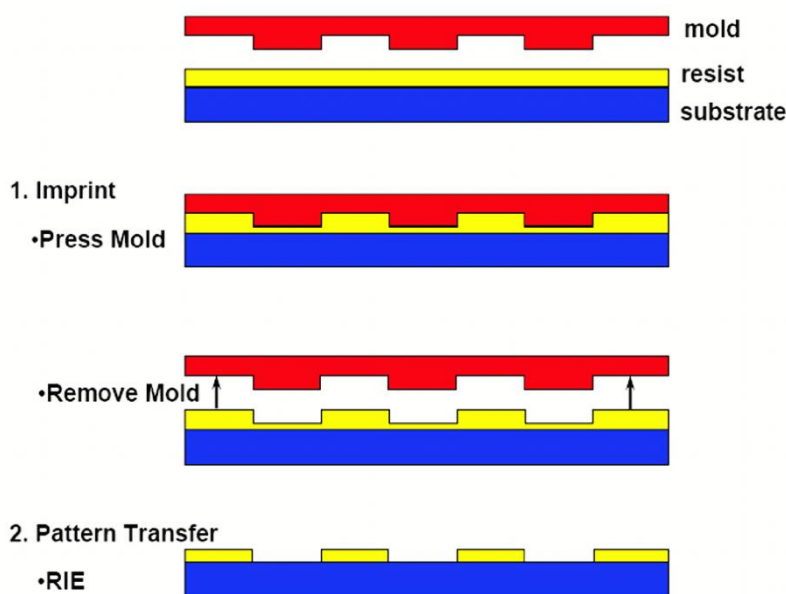 mold
resist
substrate
1. Imprint
•Press Mold
•Remove Mold
2. Pattern Transfer
•RIE